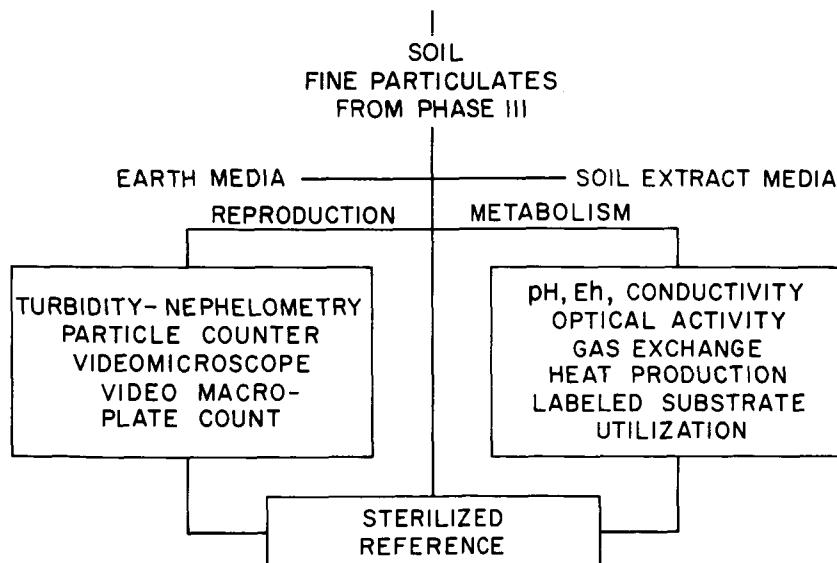 SOIL
FINE PARTICULATES
FROM PHASE III
EARTH MEDIA
SOIL EXTRACT MEDIA
REPRODUCTION
METABOLISM
TURBIDITY-NEPHELOMETRY
PARTICLE COUNTER
VIDEOMICROSCOPE
VIDEO MACRO-
PLATE COUNT
pH, Eh, CONDUCTIVITY
OPTICAL ACTIVITY
GAS EXCHANGE
HEAT PRODUCTION
LABELED SUBSTRATE
UTILIZATION
STERILIZED
REFERENCE